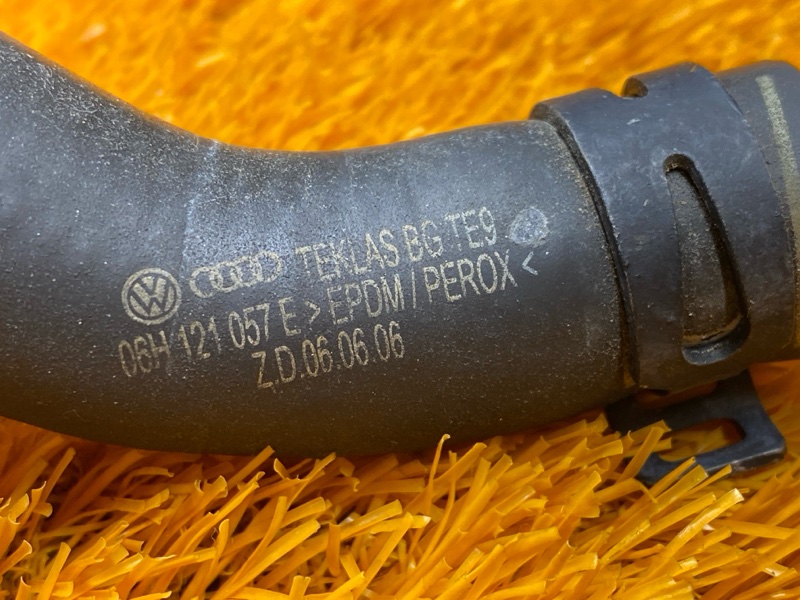 TEKLAS BG TE9
06H 121 057 E >EPDM / PEROX<
Z.D.06.06.06